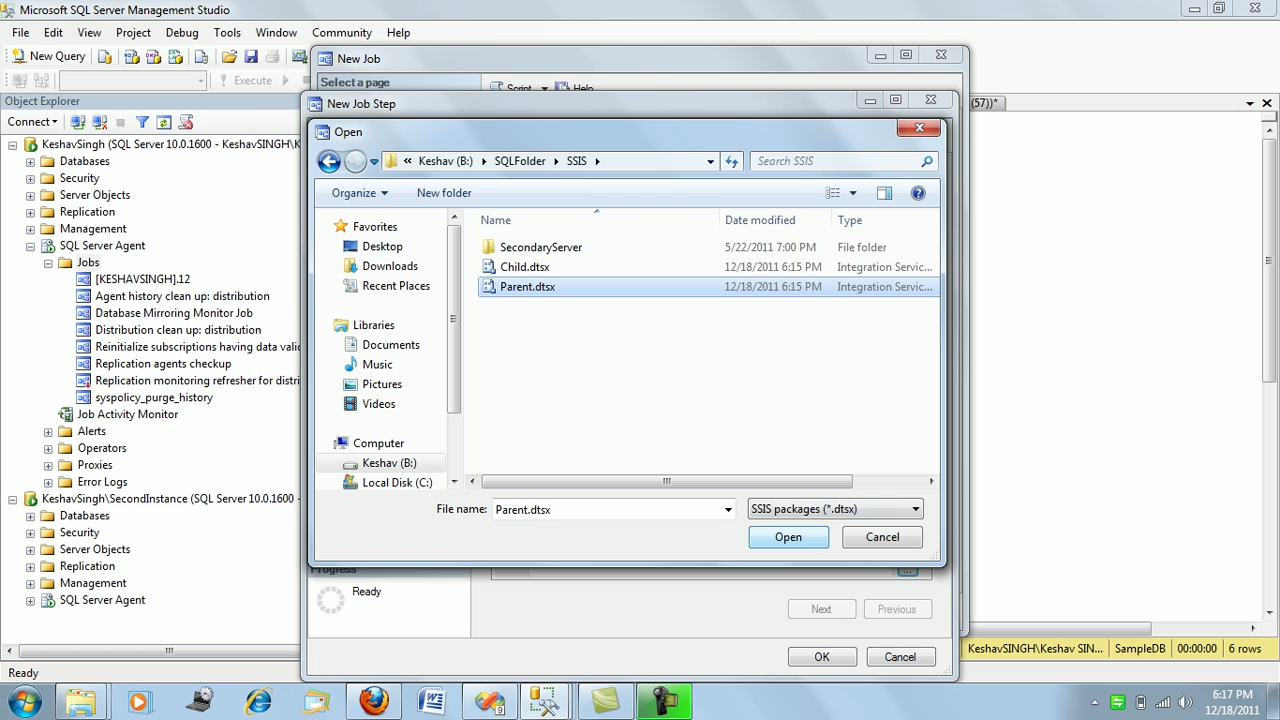 Microsoft SQL Server Management Studio
File Edit View Project Debug Tools Window Community Help
New Query
Execute
Object Explorer
Connect
KeshavSingh (SQL Server 10.0.1600 - KeshavSINGH\K
Databases
Security
Server Objects
Replication
Management
SQL Server Agent
Jobs
[KESHAVSINGH].12
Agent history clean up: distribution
Database Mirroring Monitor Job
Distribution clean up: distribution
Reinitialize subscriptions having data valid
Replication agents checkup
Replication monitoring refresher for distri
syspolicy_purge_history
Job Activity Monitor
Alerts
Operators
Proxies
Error Logs
KeshavSingh\SecondInstance (SQL Server 10.0.1600 -
Databases
Security
Server Objects
Replication
Management
SQL Server Agent
New Job
Select a page
Script Help
New Job Step
Open
« Keshav (B:) SQLFolder SSIS
Search SSIS
Organize New folder
Favorites
Desktop
Downloads
Recent Places
Libraries
Documents
Music
Pictures
Videos
Computer
Keshav (B:)
Local Disk (C:)
Name Date modified Type
SecondaryServer 5/22/2011 7:00 PM File folder
Child.dtsx 12/18/2011 6:15 PM Integration Servic...
Parent.dtsx 12/18/2011 6:15 PM Integration Servic...
File name: Parent.dtsx
SSIS packages (*.dtsx)
Open Cancel
Progress
Ready
...
Next Previous
OK Cancel
(57))*
KeshavSINGH\Keshav SIN... SampleDB 00:00:00 6 rows
Ready
6:17 PM
12/18/2011